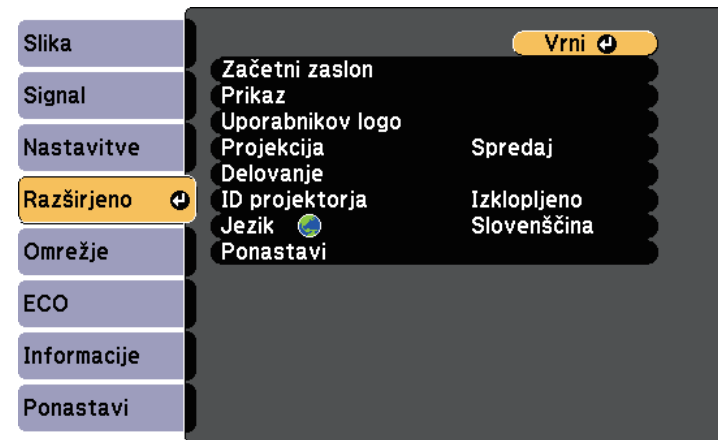 Slika
Signal
Nastavitve
Razširjeno
Omrežje
ECO
Informacije
Ponastavi
Vrni
Začetni zaslon
Prikaz
Uporabnikov logo
Projekcija Spredaj
Delovanje
ID projektorja Izklopljeno
Jezik Slovenščina
Ponastavi